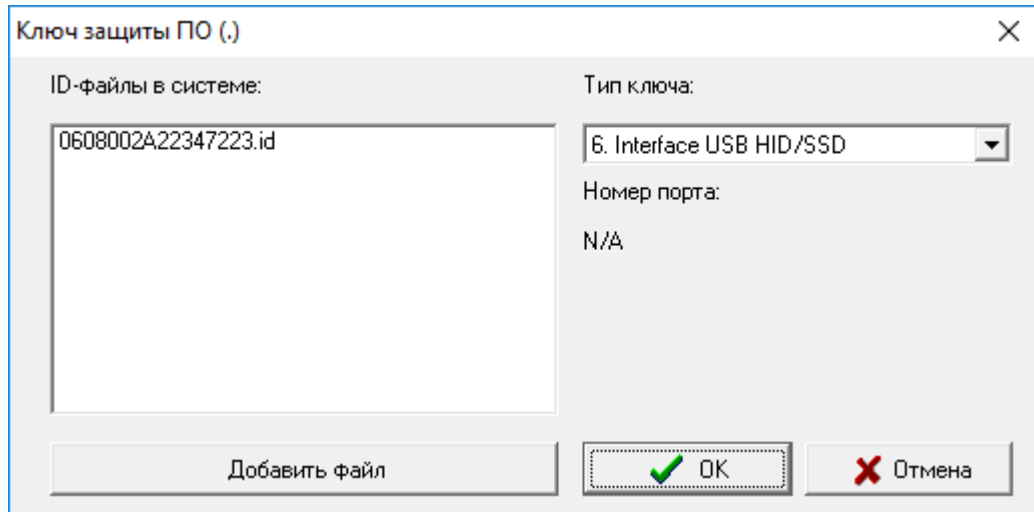 Ключ защиты ПО (.)
ID-файлы в системе:
0608002A22347223.id
Тип ключа:
6. Interface USB HID/SSD
Номер порта:
N/A
Добавить файл
OK
Отмена